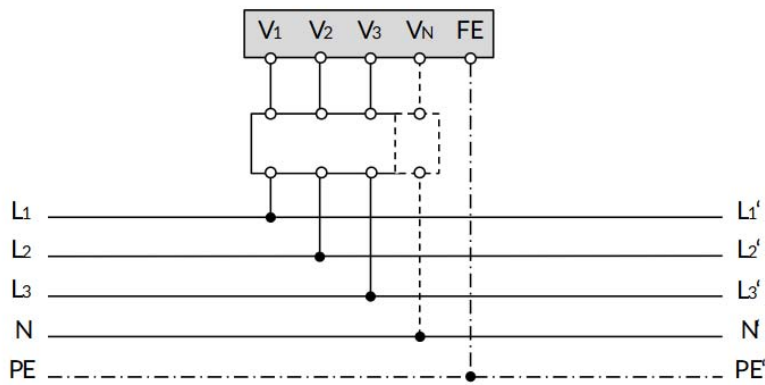 V1 V2 V3 VN FE
L1 L1‘
L2 L2‘
L3 L3‘
N N‘
PE PE‘